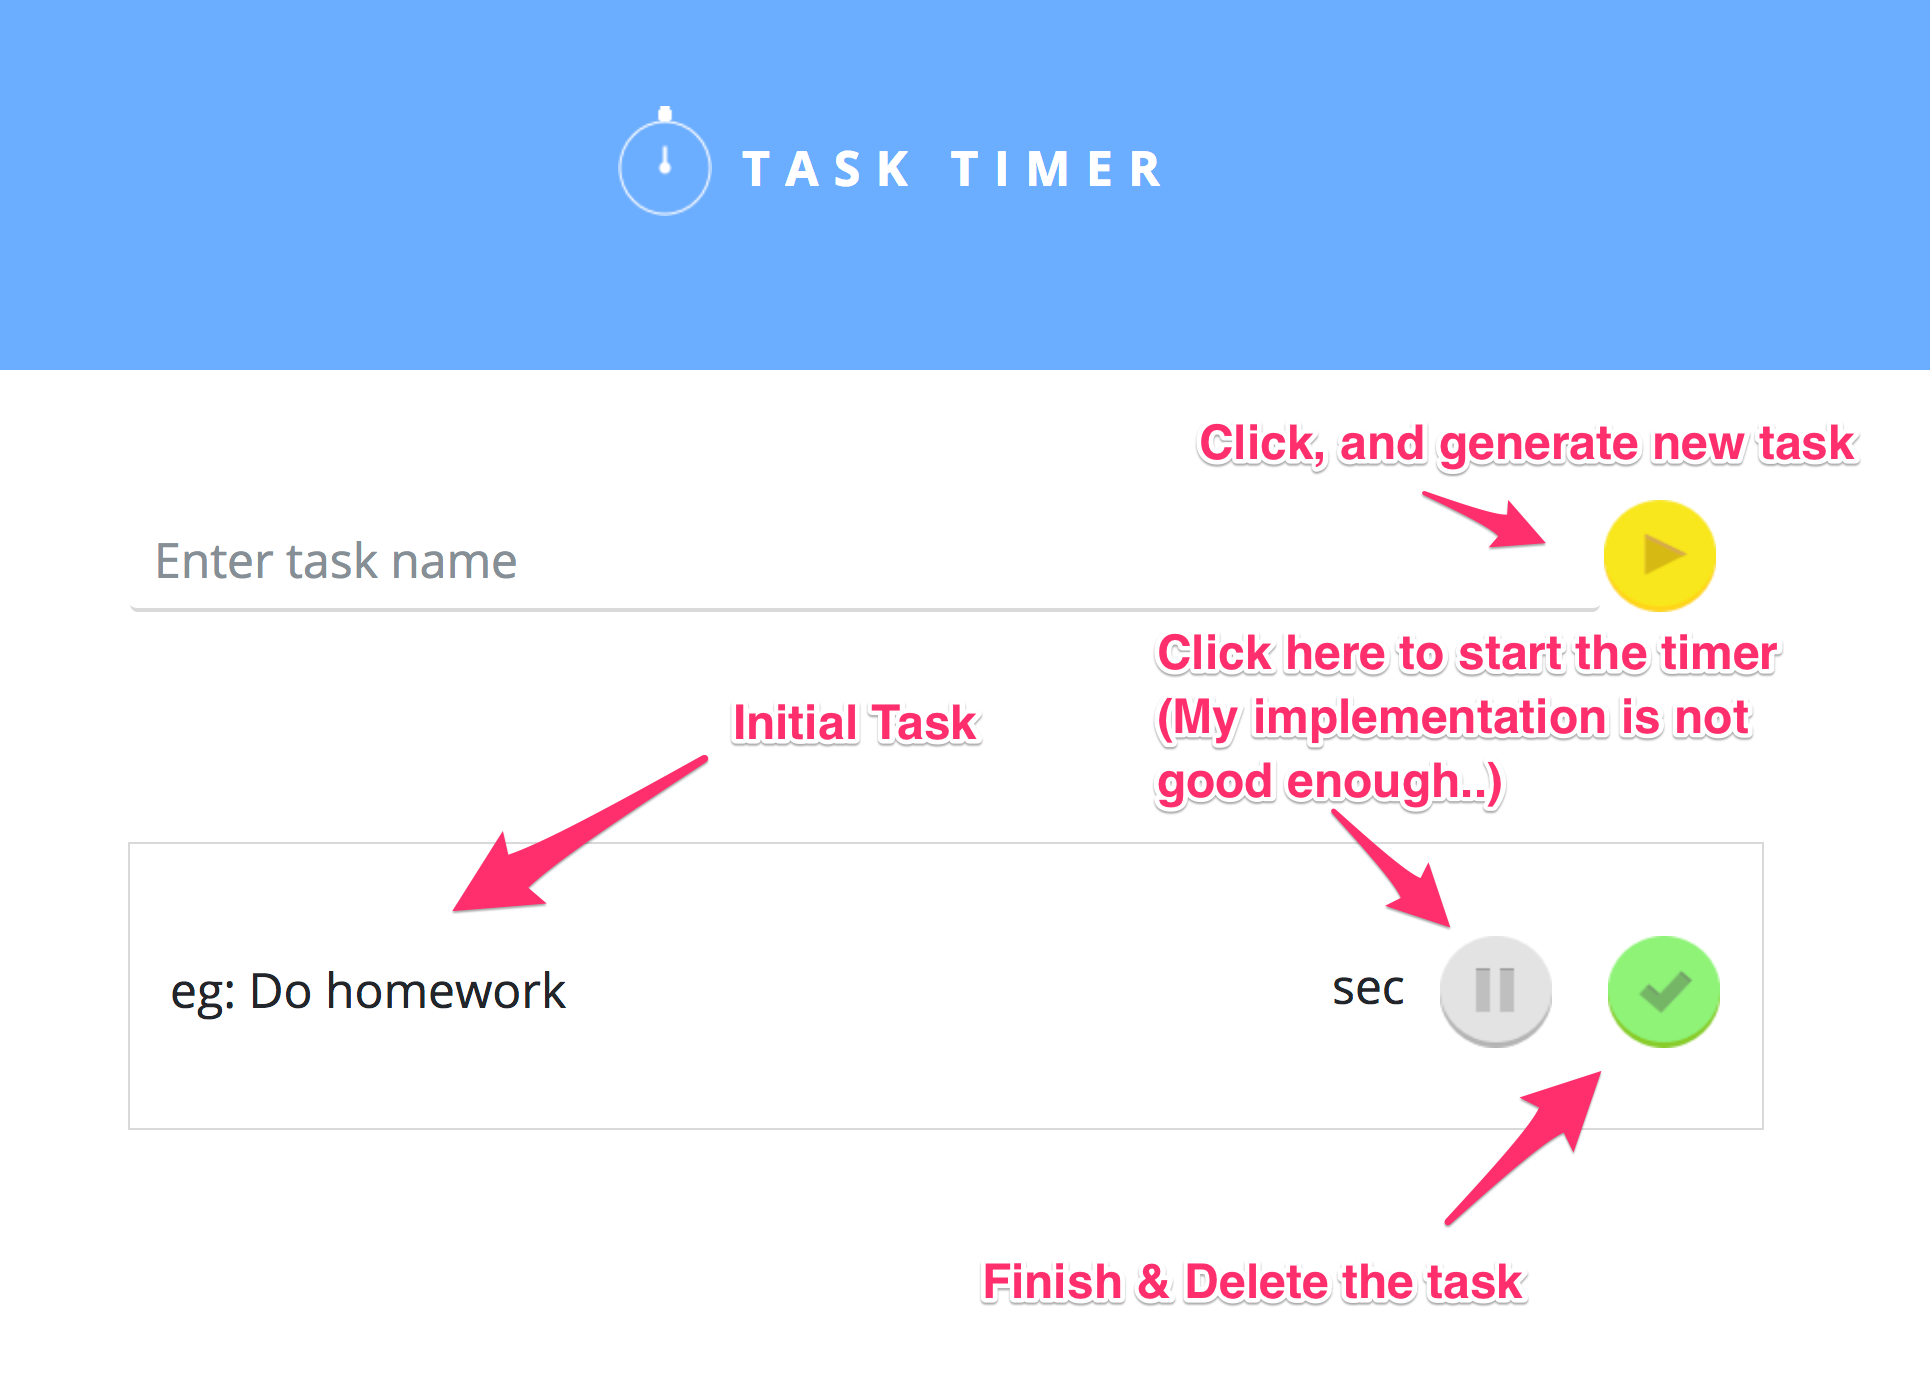 TASK TIMER
Click, and generate new task
Enter task name
Click here to start the timer
(My implementation is not
good enough..)
Initial Task
eg: Do homework
sec
Finish & Delete the task